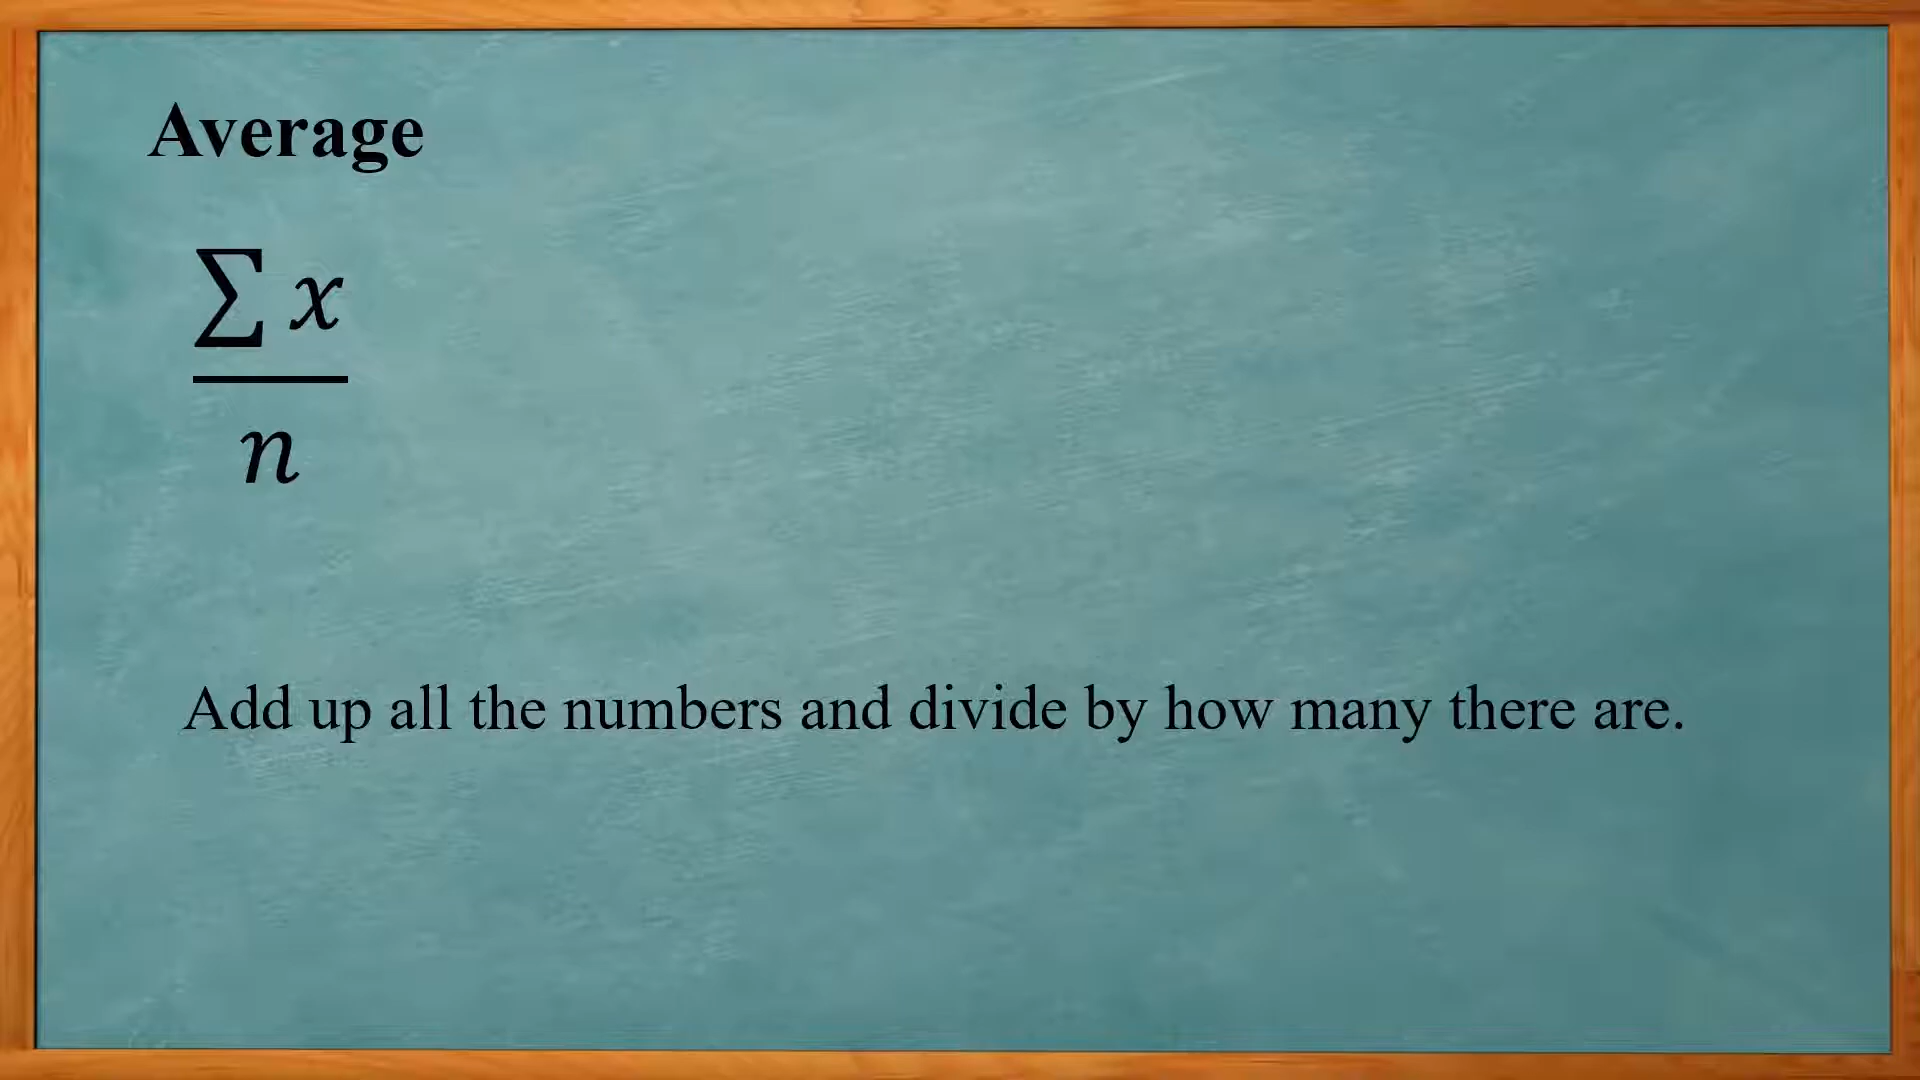 Average
∑ x
n
Add up all the numbers and divide by how many there are.